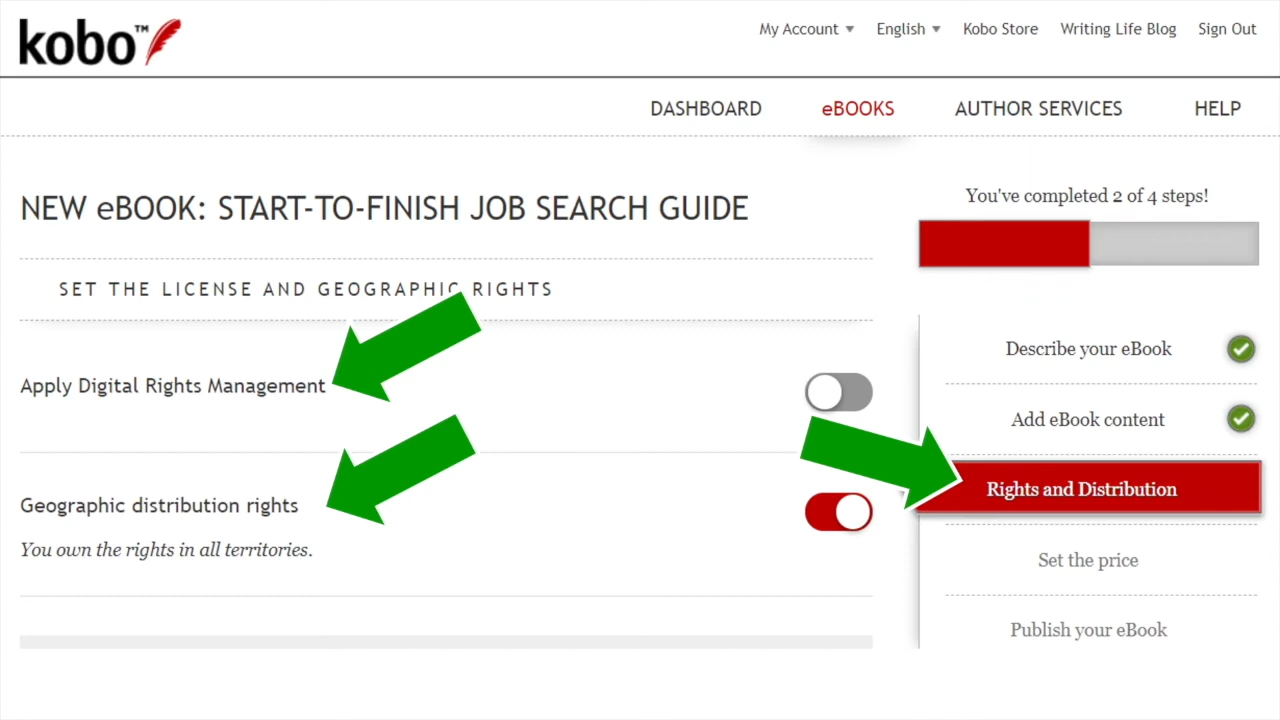 kobo™
My Account English Kobo Store Writing Life Blog Sign Out
DASHBOARD eBOOKS AUTHOR SERVICES HELP
NEW eBOOK: START-TO-FINISH JOB SEARCH GUIDE
SET THE LICENSE AND GEOGRAPHIC RIGHTS
Apply Digital Rights Management
Geographic distribution rights
You own the rights in all territories.
You've completed 2 of 4 steps!
Describe your eBook
Add eBook content
Rights and Distribution
Set the price
Publish your eBook